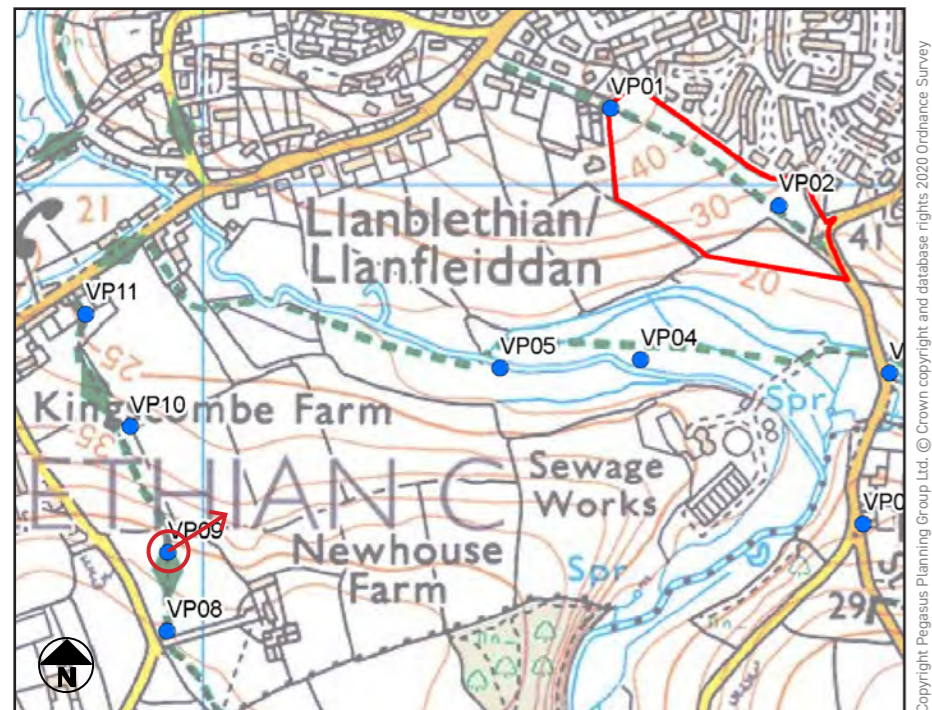 VP01
40
VP02
30
41
21
Llanblethian/
Llanfleiddan
20
VP11
VP05
VP04
V
25
Spr
VP10
Kingcombe Farm
35
ETHIAN C
Sewage
Works
VP09
VP0
Newhouse
Farm
Spr
VP08
29
N
Copyright Pegasus Planning Group Ltd. © Crown copyright and database rights 2020 Ordnance Survey